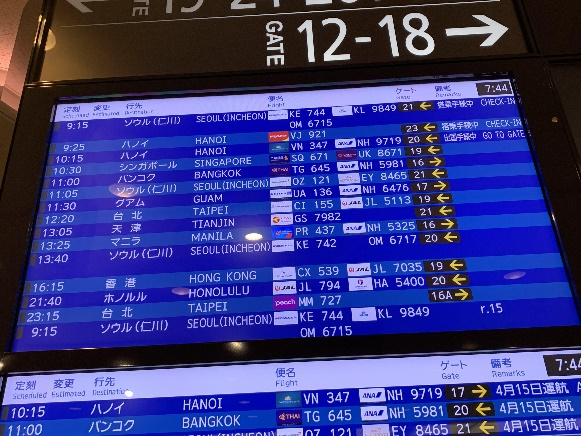 GATE
GATE 12-18 →
7:44
定刻 変更 行先 便名 ゲート 備考
Scheduled Estimated Destination Flight Gate Remarks
9:15 ソウル(仁川) SEOUL(INCHEON) KE 744 KL 9849 21 ← 搭乗手続中 CHECK-IN
OM 6715
9:25 ハノイ HANOI VJ 921 23 ← 搭乗手続中 CHECK-IN
10:15 ハノイ HANOI VN 347 ANA NH 9719 20 ← GO TO GATE
10:30 シンガポール SINGAPORE SQ 671 UK 8671 19 ←
11:00 バンコク BANGKOK THAI TG 645 ANA NH 5981 16 →
11:05 ソウル(仁川) SEOUL(INCHEON) OZ 121 EY 8465 21 ←
11:30 グアム GUAM UA 136 ANA NH 6476 17 →
12:20 台北 TAIPEI CI 155 JAL JL 5113 19 ←
13:05 天津 TIANJIN GS 7982 21 ←
13:25 マニラ MANILA PR 437 ANA NH 5325 16 →
13:40 ソウル(仁川) SEOUL(INCHEON) KE 742 OM 6717 20 ←
16:15 香港 HONG KONG CX 539 JAL JL 7035 19 ←
21:40 ホノルル HONOLULU JAL JL 794 HA 5400 20 ←
23:15 台北 TAIPEI peach MM 727 16A →
9:15 ソウル(仁川) SEOUL(INCHEON) KE 744 KL 9849 r.15
OM 6715
7:44
定刻 変更 行先 便名 ゲート 備考
Scheduled Estimated Destination Flight Gate Remarks
10:15 ハノイ HANOI VN 347 ANA NH 9719 17 → 4月15日運航
11:00 バンコク BANGKOK THAI TG 645 ANA NH 5981 20 ← 4月15日運航
OZ 121 EY 8465 21 ← 4月15日運航